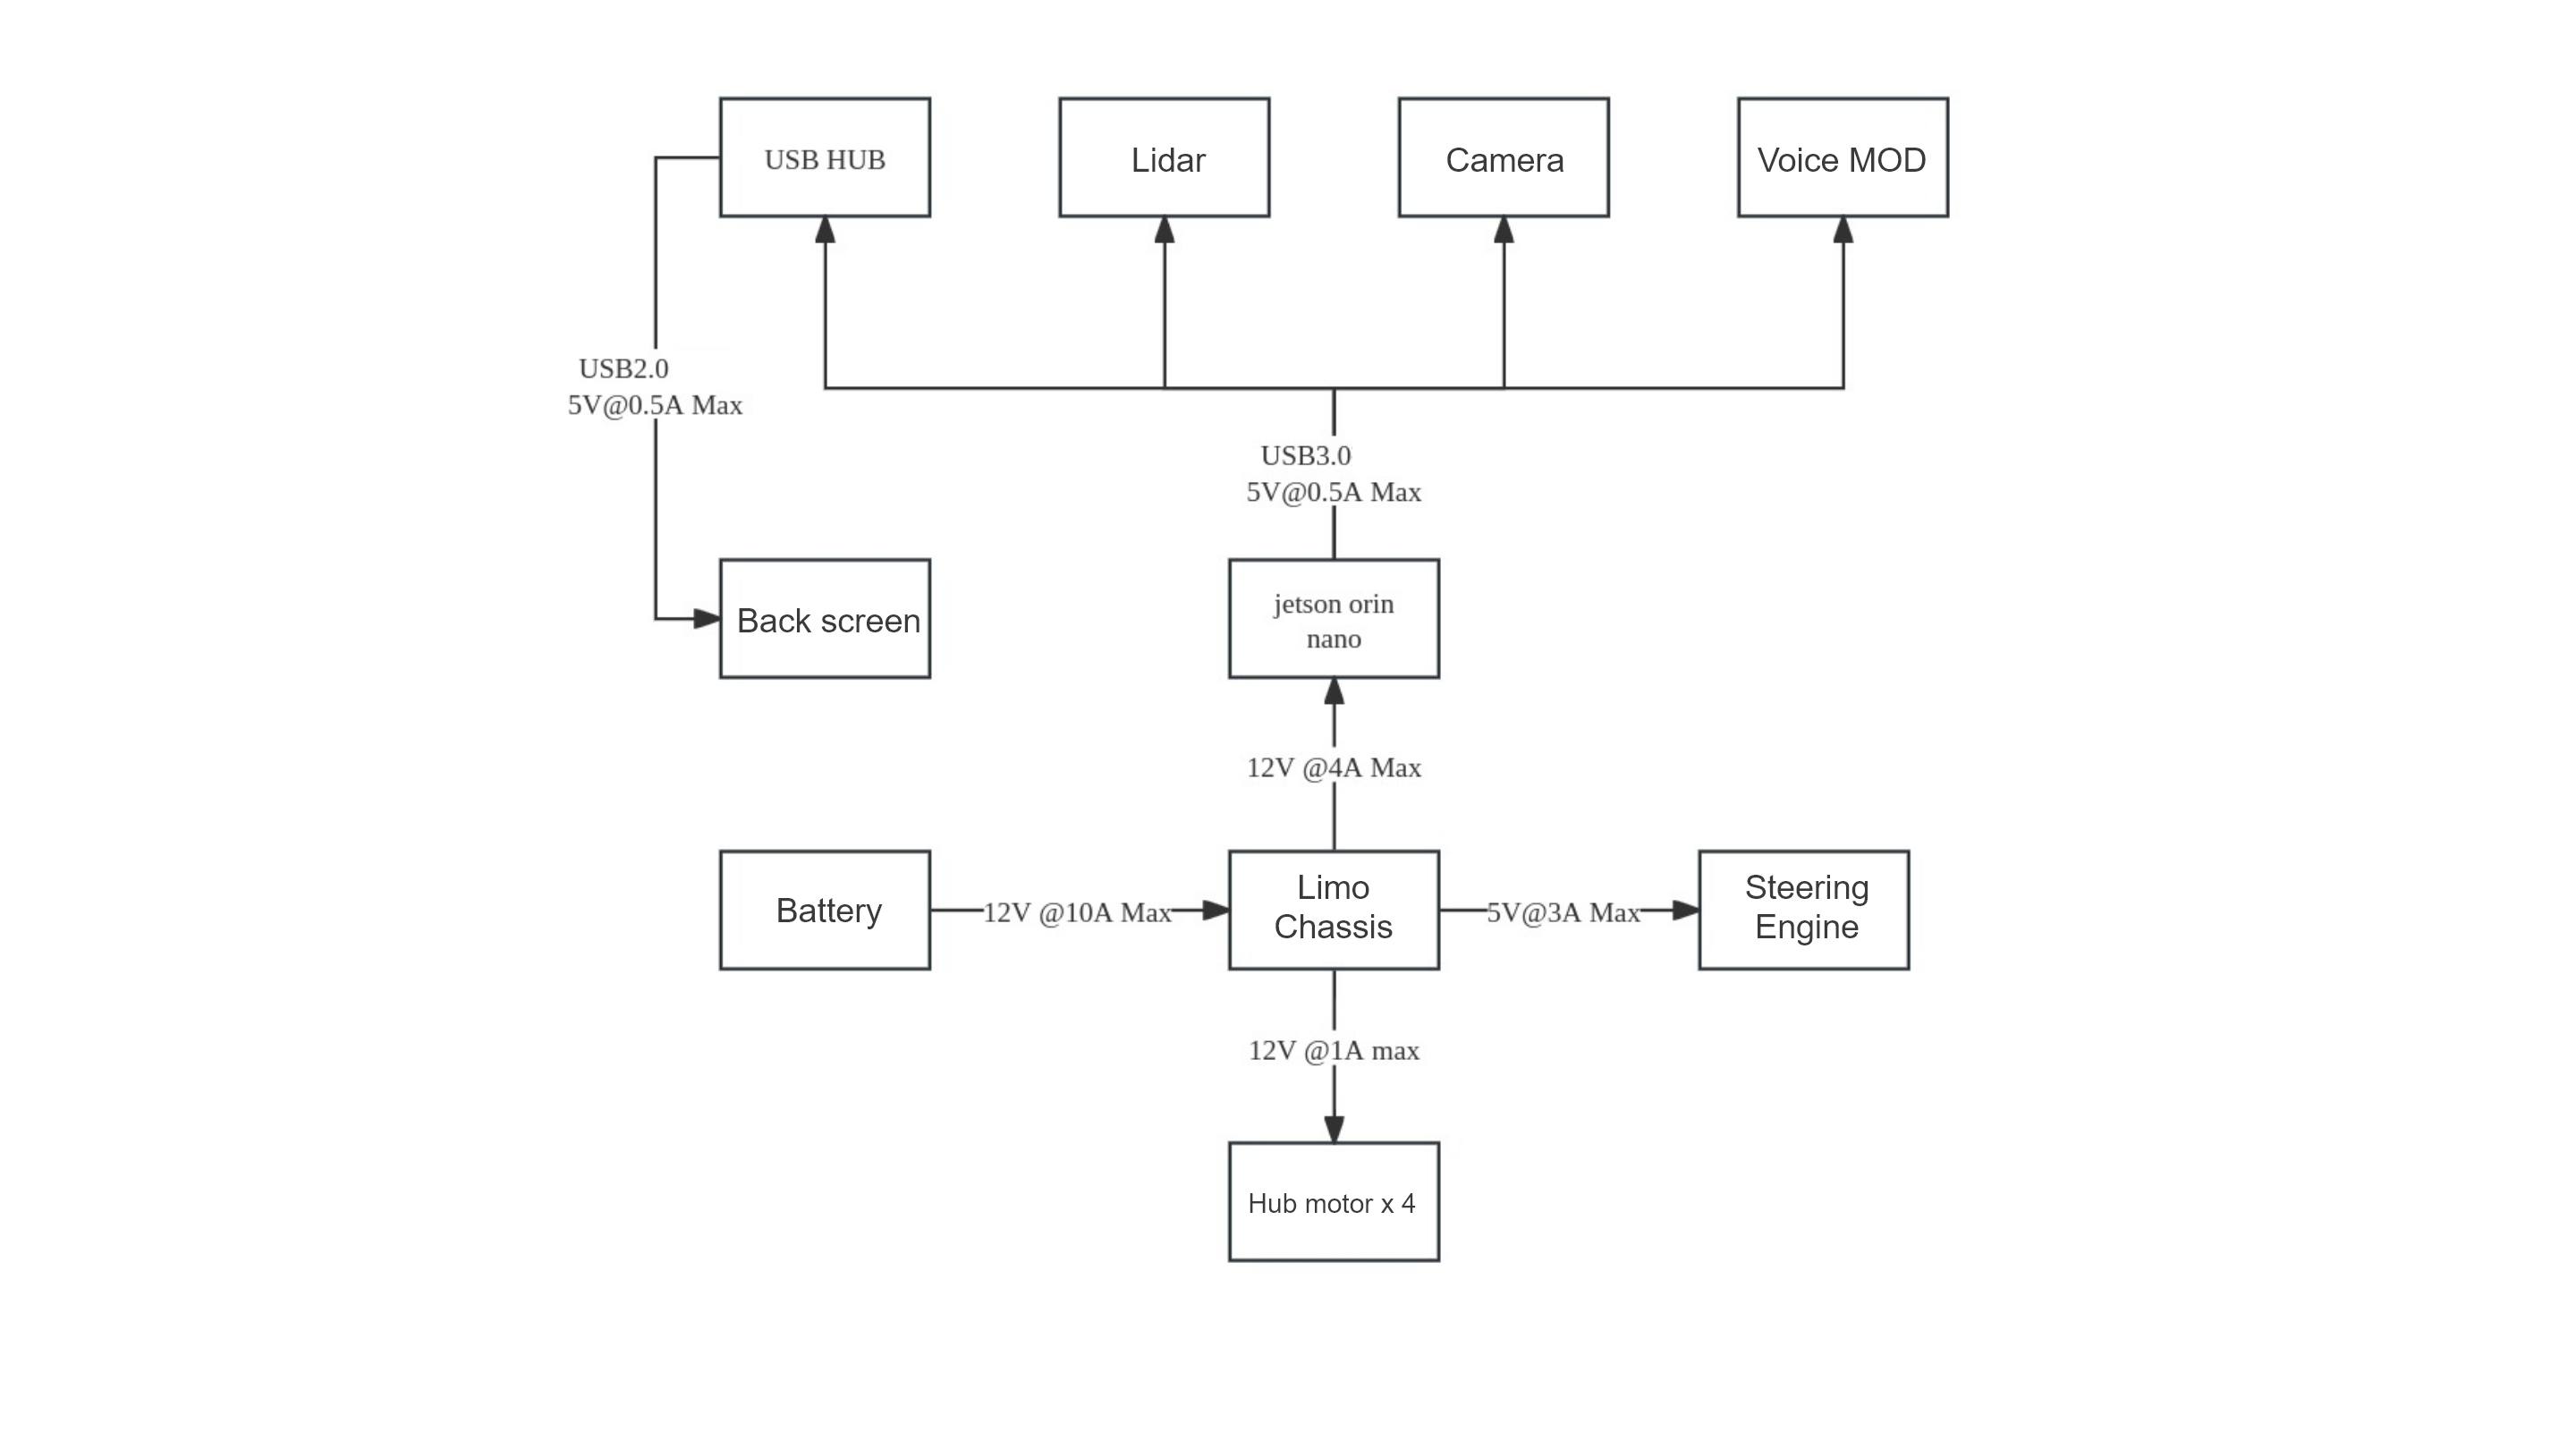 USB HUB
Lidar
Camera
Voice MOD
USB2.0
5V@0.5A Max
USB3.0
5V@0.5A Max
Back screen
jetson orin
nano
12V @4A Max
Battery
12V @10A Max
Limo
Chassis
5V@3A Max
Steering
Engine
12V @1A max
Hub motor x 4